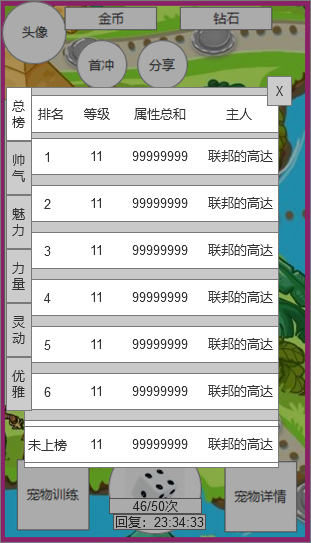 头像
金币
钻石
首冲
分享
X
总榜
帅气
魅力
力量
灵动
优雅
排名 等级 属性总和 主人
1 11 99999999 联邦的高达
2 11 99999999 联邦的高达
3 11 99999999 联邦的高达
4 11 99999999 联邦的高达
5 11 99999999 联邦的高达
6 11 99999999 联邦的高达
未上榜 11 99999999 联邦的高达
宠物训练
46/50次
回复：23:34:33
宠物详情